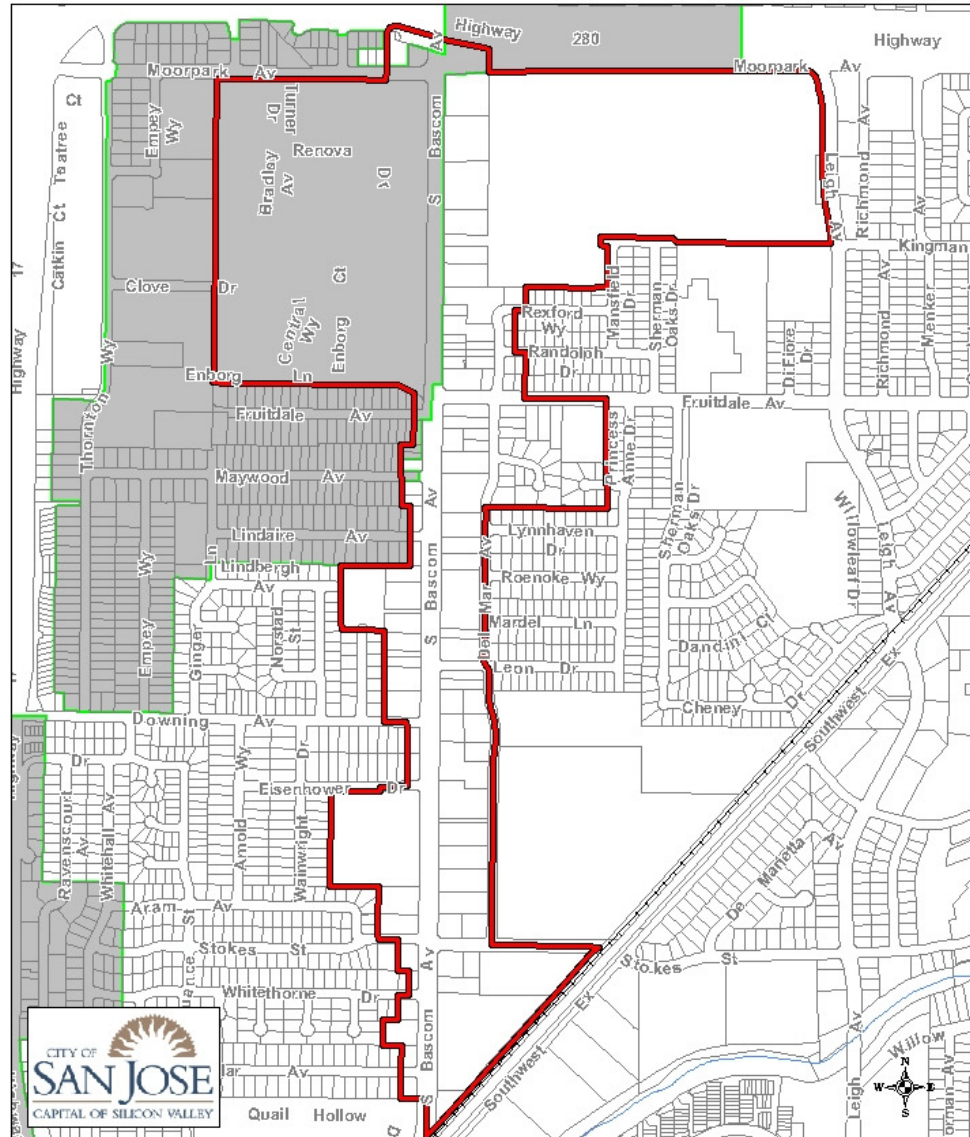 Highway
280
Highway
Moorpark Av
Av
Moorpark Av
Ct
Teatree
Catkin Ct
17
Highway
Empey Wy
Turner Dr
Renova Dr
Bradley Av
S Bascom
Leigh Av
Richmond Av
Av
Kingman
Clove Dr
Central Wy
Enborg Ct
Enborg Ln
Mansfield Dr
Sherman Oaks Dr
Rexford Wy
Randolph Dr
Di Fiore Dr
Richmond Av
Menker
Thornton Wy
Fruitdale Av
Fruitdale Av
Princess Anne Dr
Maywood Av
S Bascom Av
Sherman Oaks Dr
Willowleaf Dr
Leigh Av
Lindaire Av
Lynnhaven Dr
Ln
Lindbergh Av
Roenoke Wy
Empey Wy
Ginger
Norstad St
Dell Mar Av
Mardel Ln
Dandini Ct
Leon Dr
Cheney Dr
Southwest Ex
Downing Av
Dr
Wy
Dr
Eisenhower Dr
Ravenscourt Av
Whitehall Av
Arnold
Wainwright
De Marietta Av
Aram Av
St
Stokes St
Stokes St
Whitethorne Dr
S Bascom Av
Southwest Ex
Leigh Av
Willow
Av
Quail Hollow
CITY OF
SAN JOSE
CAPITAL OF SILICON VALLEY
N
W E
S